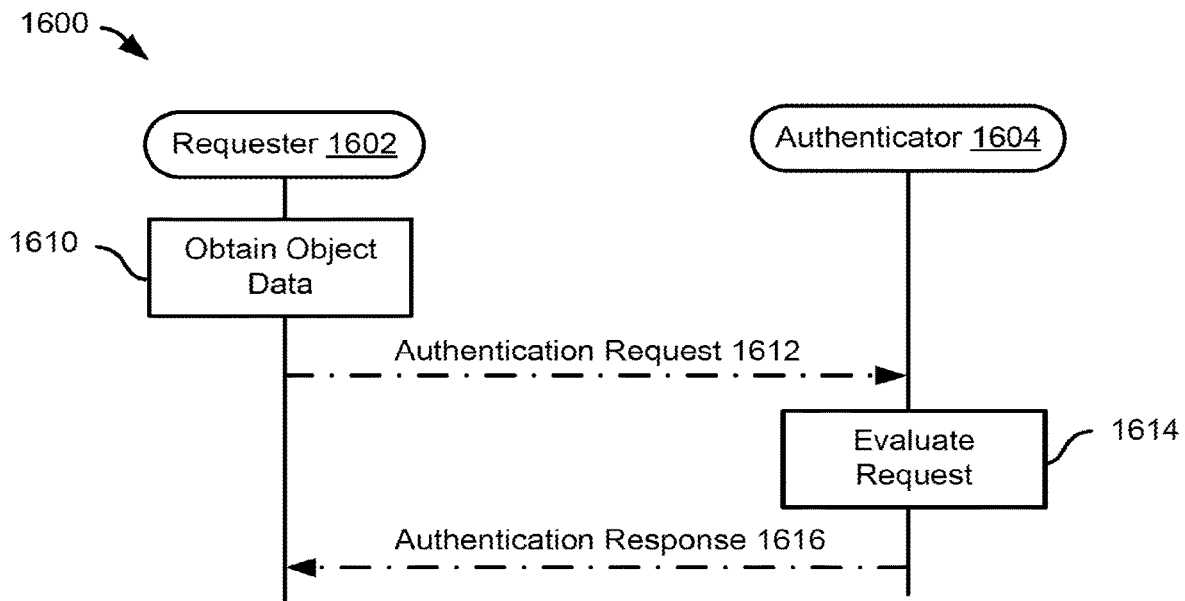 1600
Requester 1602
Authenticator 1604
1610
Obtain Object
Data
Authentication Request 1612
Evaluate
Request
1614
Authentication Response 1616